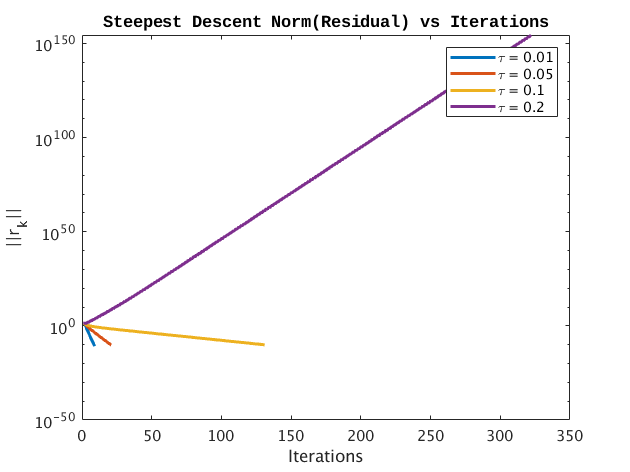 Steepest Descent Norm(Residual) vs Iterations
10^150
10^100
10^50
10^0
10^-50
||r_k||
0 50 100 150 200 250 300 350
Iterations
τ = 0.01
τ = 0.05
τ = 0.1
τ = 0.2